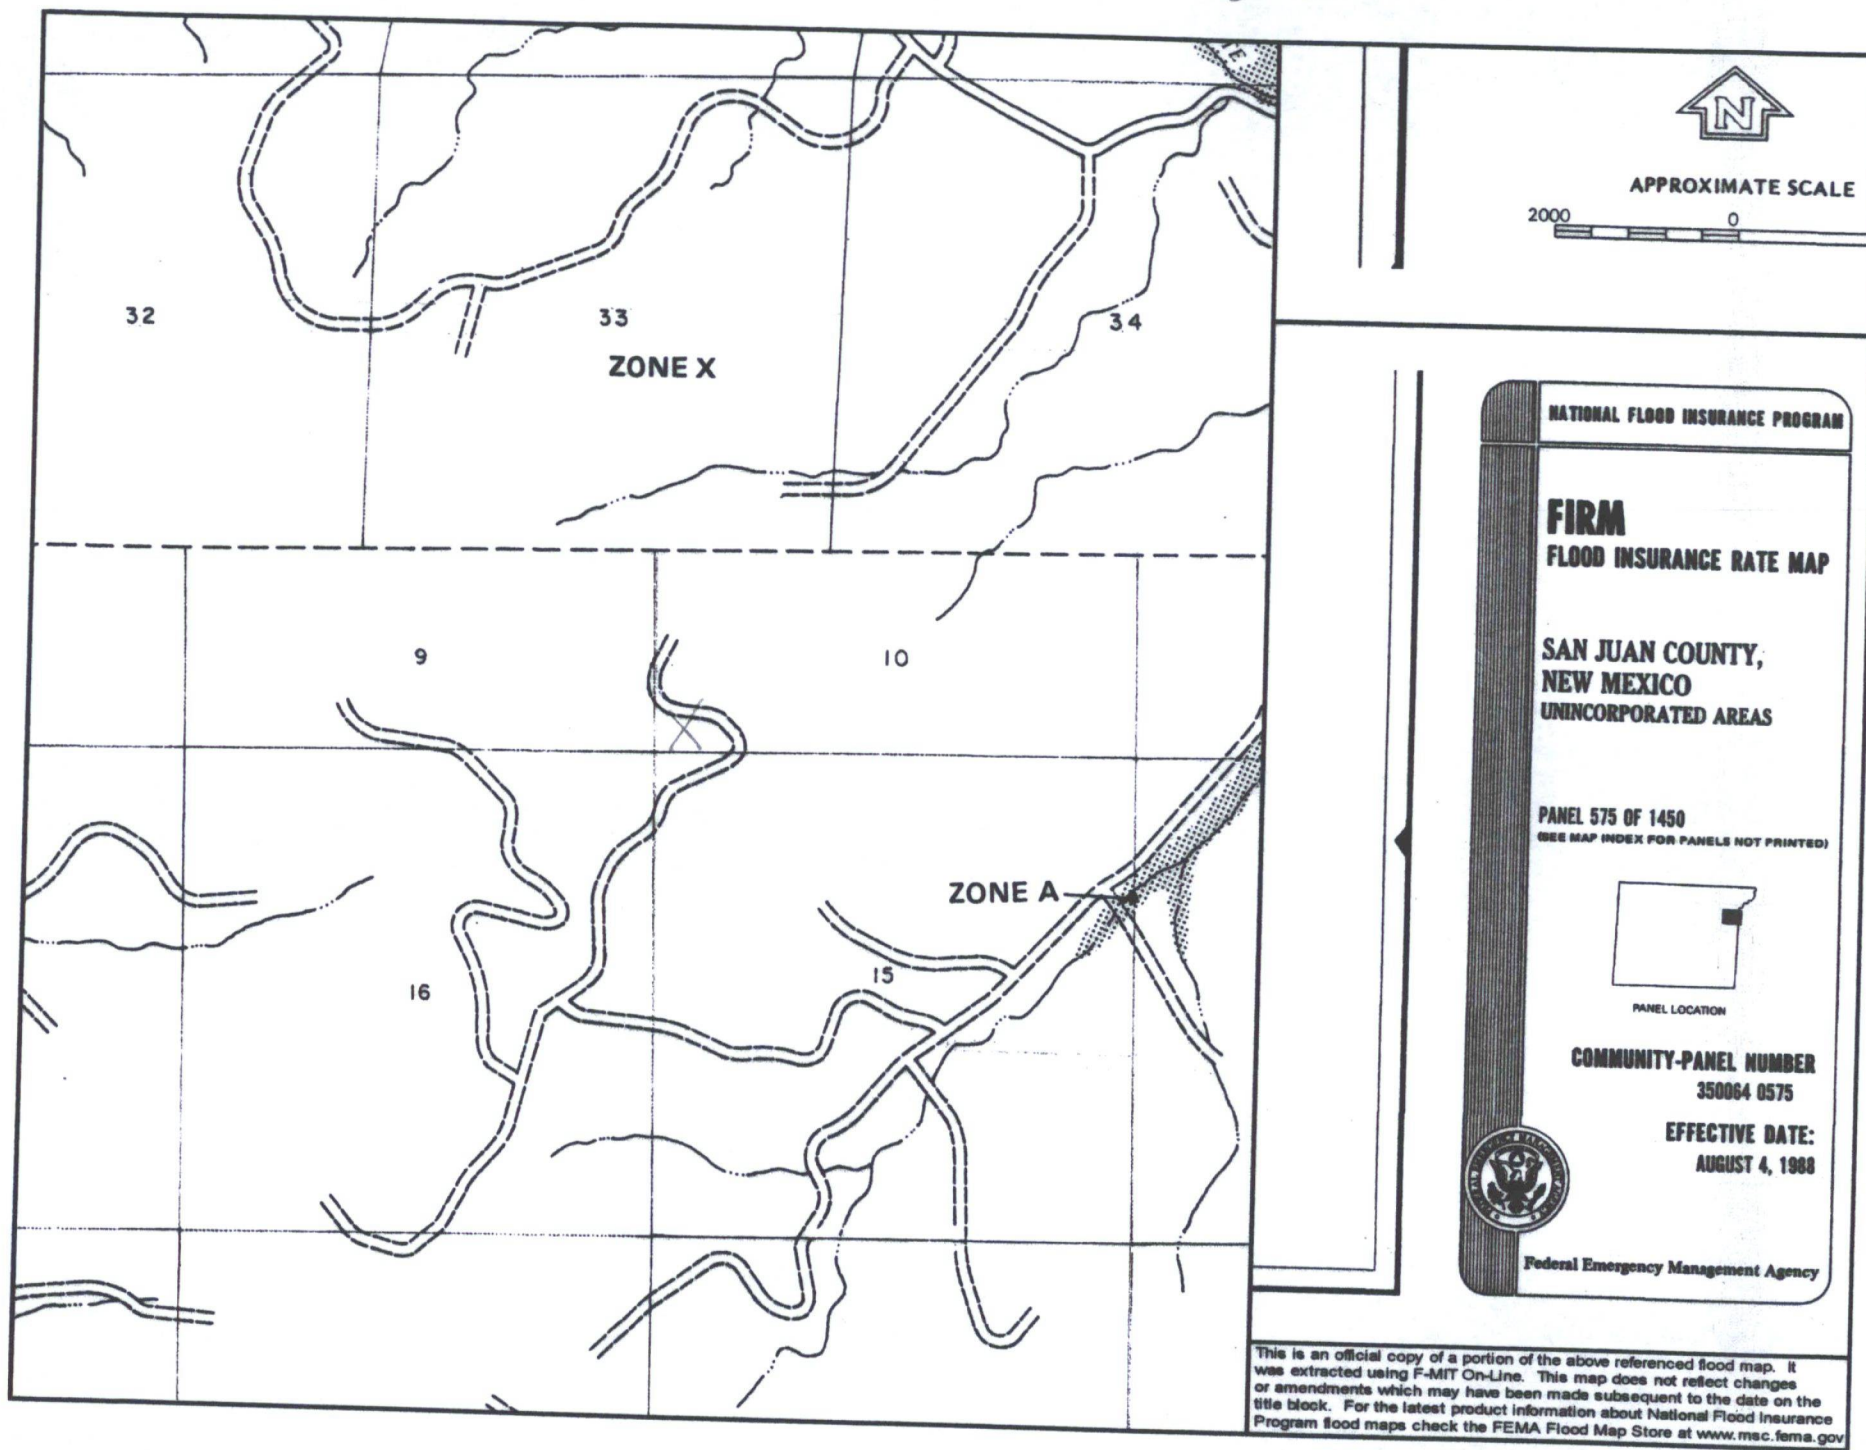 TE
N
APPROXIMATE SCALE
2000 0
32
33
34
ZONE X
NATIONAL FLOOD INSURANCE PROGRAM
FIRM
FLOOD INSURANCE RATE MAP
SAN JUAN COUNTY,
NEW MEXICO
UNINCORPORATED AREAS
9
10
PANEL 575 OF 1450
(SEE MAP INDEX FOR PANELS NOT PRINTED)
ZONE A
16
15
PANEL LOCATION
COMMUNITY-PANEL NUMBER
350064 0575
EFFECTIVE DATE:
AUGUST 4, 1988
Federal Emergency Management Agency
This is an official copy of a portion of the above referenced flood map. It
was extracted using F-MIT On-Line. This map does not reflect changes
or amendments which may have been made subsequent to the date on the
title block. For the latest product information about National Flood Insurance
Program flood maps check the FEMA Flood Map Store at www.msc.fema.gov